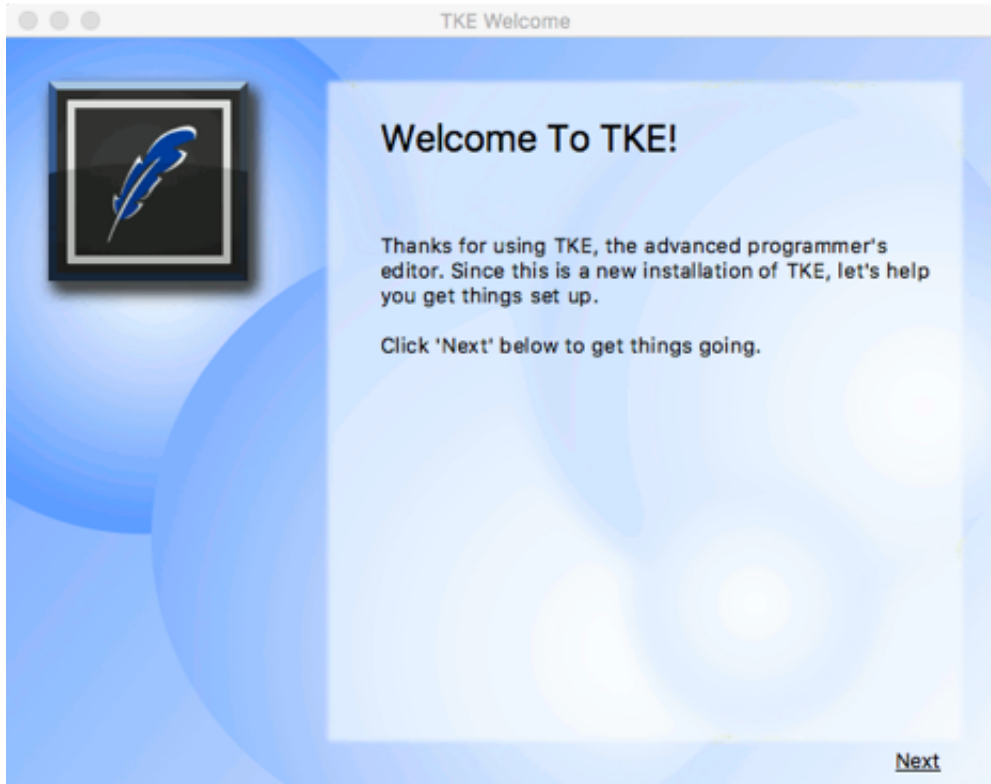 TKE Welcome
Welcome To TKE!
Thanks for using TKE, the advanced programmer's
editor. Since this is a new installation of TKE, let's help
you get things set up.
Click 'Next' below to get things going.
Next